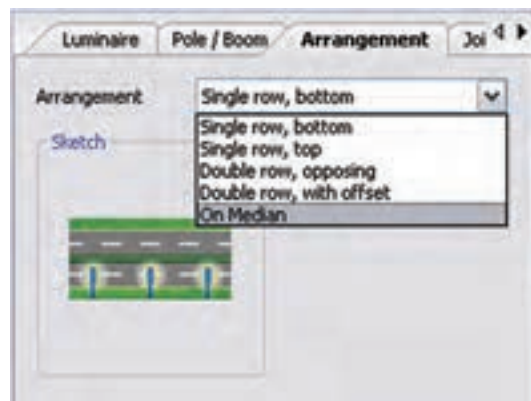 Luminaire Pole / Boom Arrangement Joi
Arrangement Single row, bottom
Single row, bottom
Single row, top
Sketch
Double row, opposing
Double row, with offset
On Median